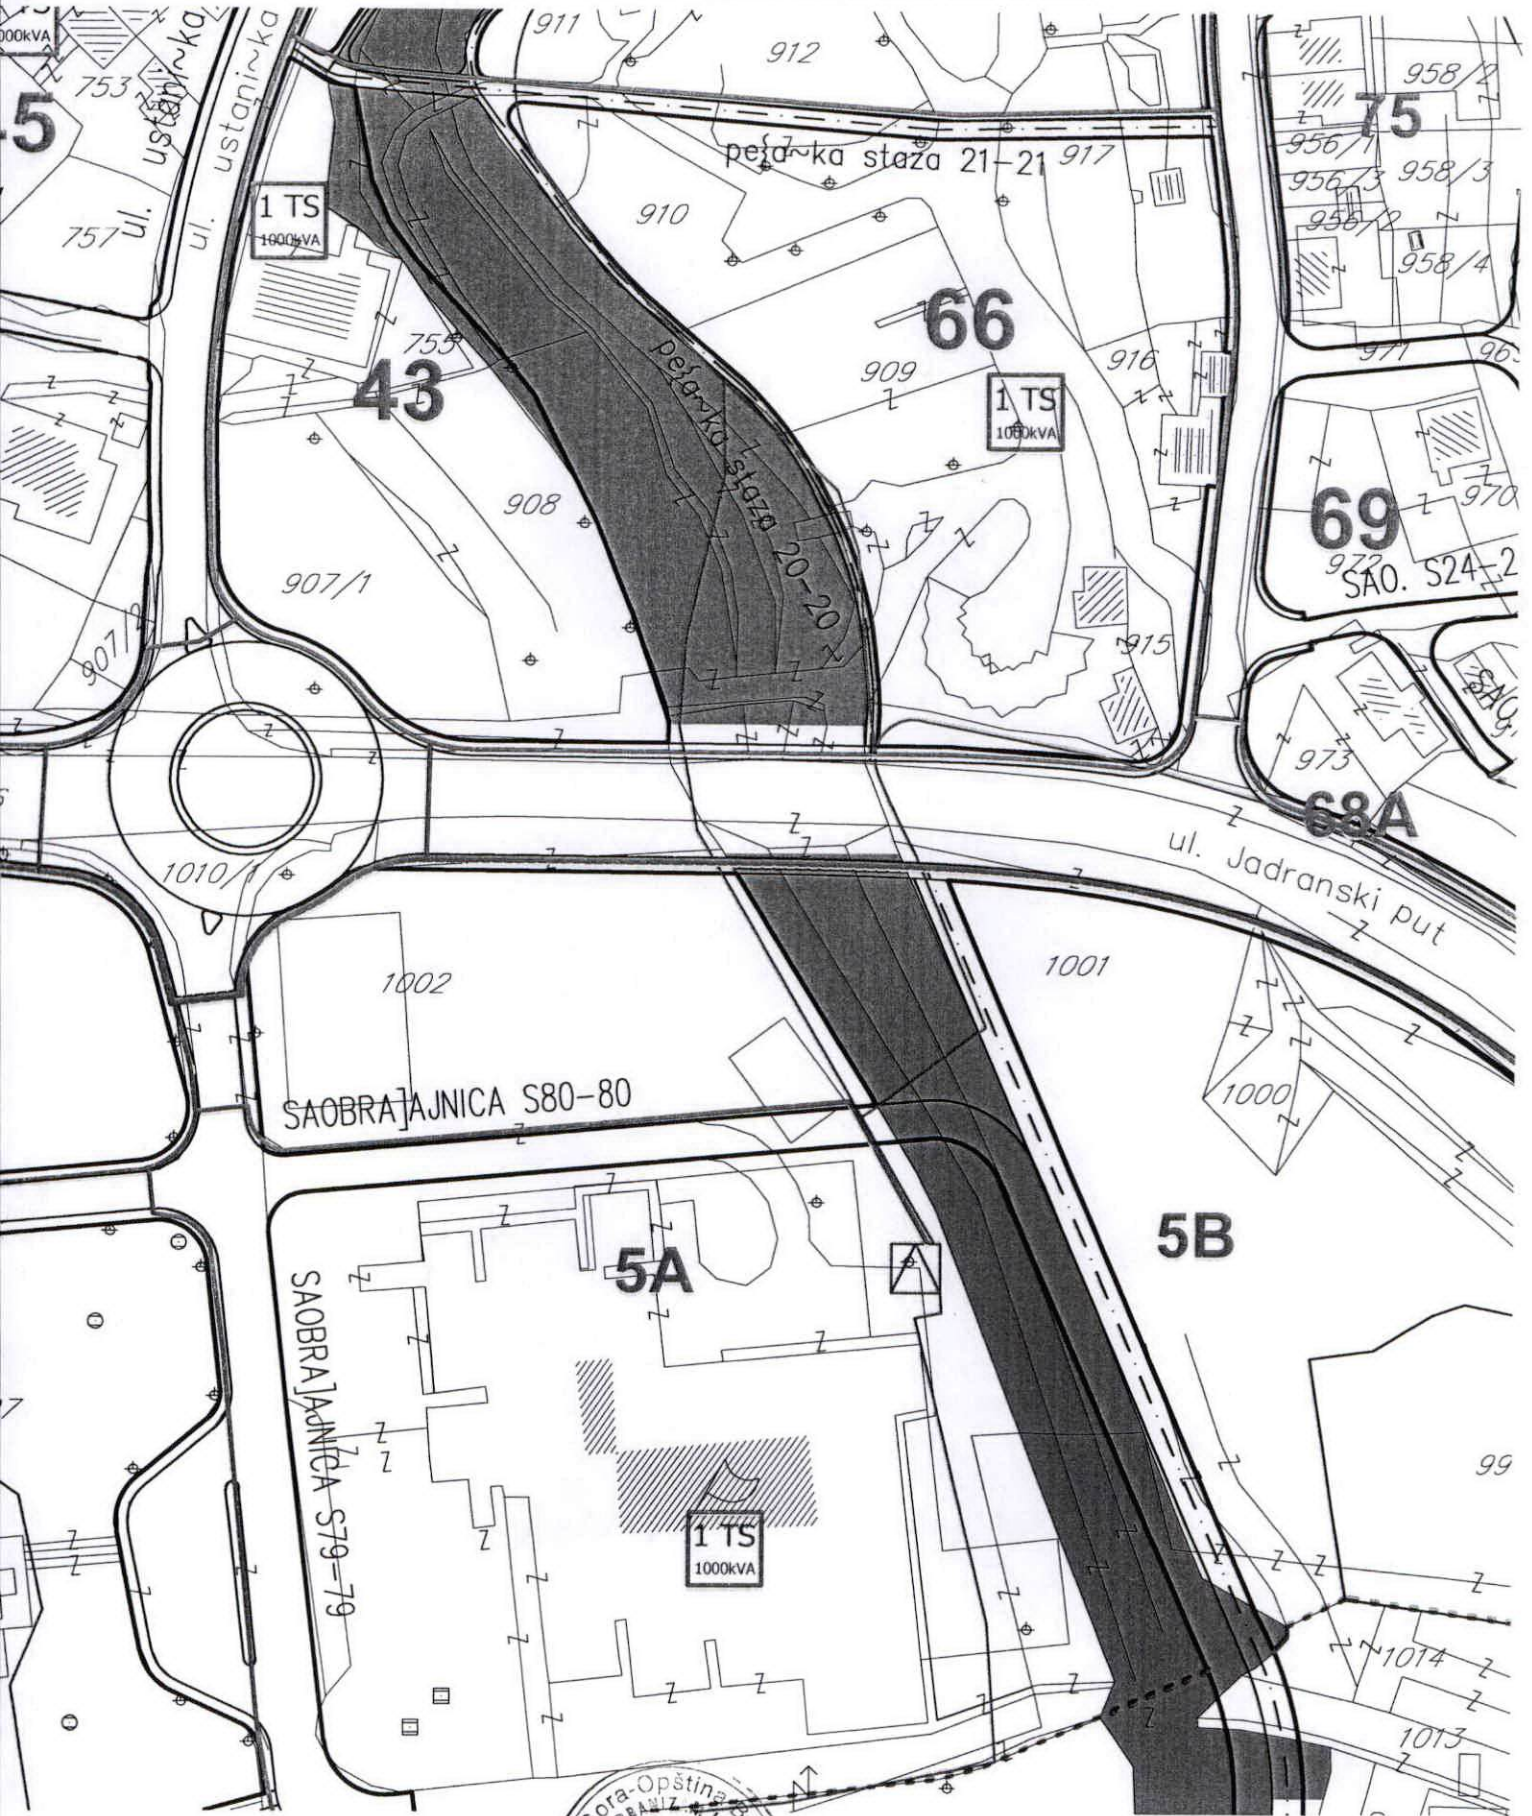 TS
000kVA
911
912
958/2
753
75
45
ul. ustani~ka
ul. ustani~ka
pe{a~ka staza 21-21
917
956/1
956/3
958/3
1 TS
1000kVA
757
910
956/2
958/4
66
755
43
909
916
971
1 TS
1000kVA
pe{a~ka staza 20-20
908
69
970
972
SAO. S24-2
907/1
907/2
915
973
68A
1010/1
ul. Jadranski put
1002
1001
SAOBRA]AJNICA S80-80
1000
5A
5B
SAOBRA]AJNICA S79-79
99
1 TS
1000kVA
1014
1013
ora-Opština